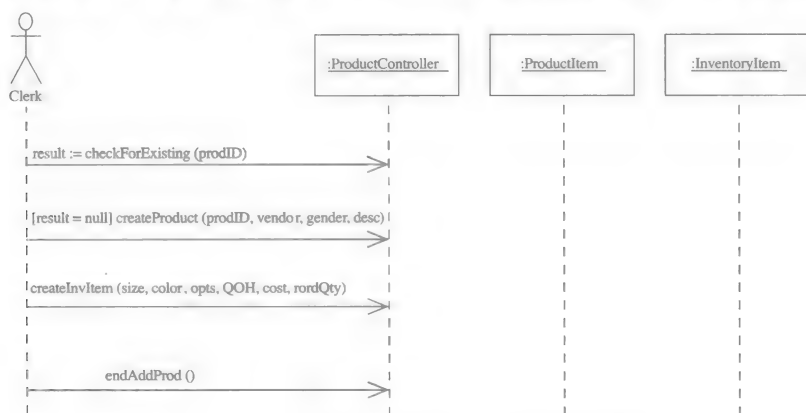 :ProductController
:ProductItem
:InventoryItem
Clerk
result := checkForExisting (prodID)
[result = null] createProduct (prodID, vendor, gender, desc)
createInvItem (size, color, opts, QOH, cost, rordQty)
endAddProd ()